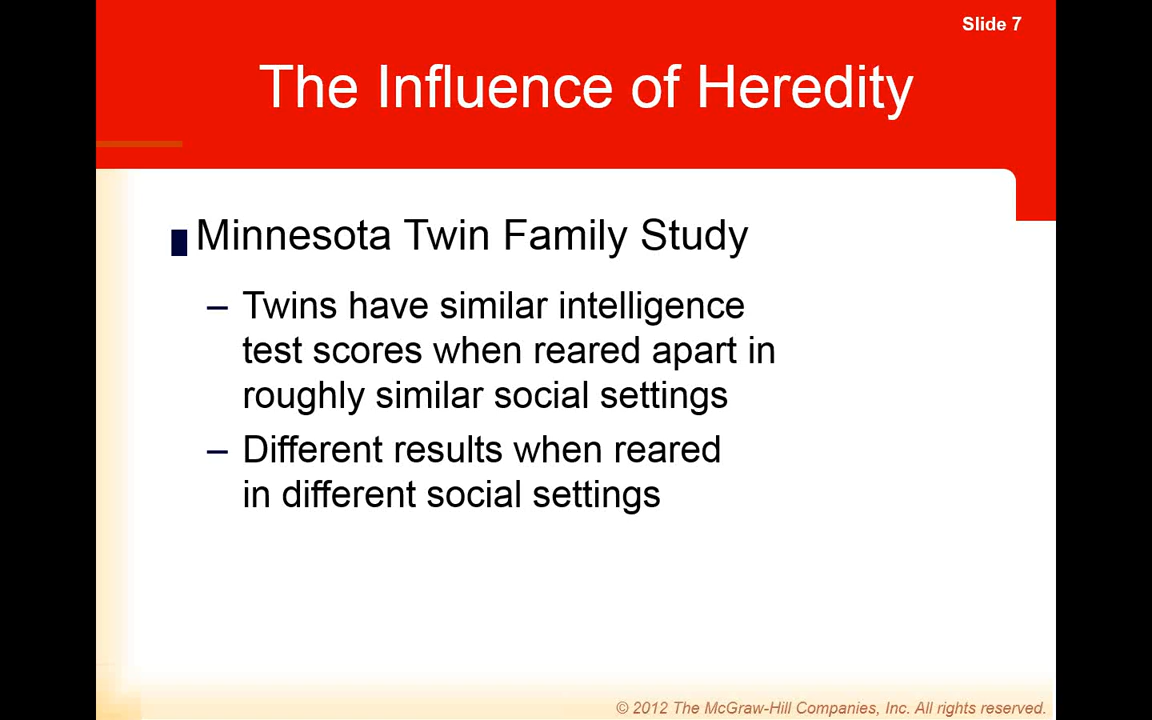 Slide 7
The Influence of Heredity
Minnesota Twin Family Study
– Twins have similar intelligence
test scores when reared apart in
roughly similar social settings
– Different results when reared
in different social settings
© 2012 The McGraw-Hill Companies, Inc. All rights reserved.